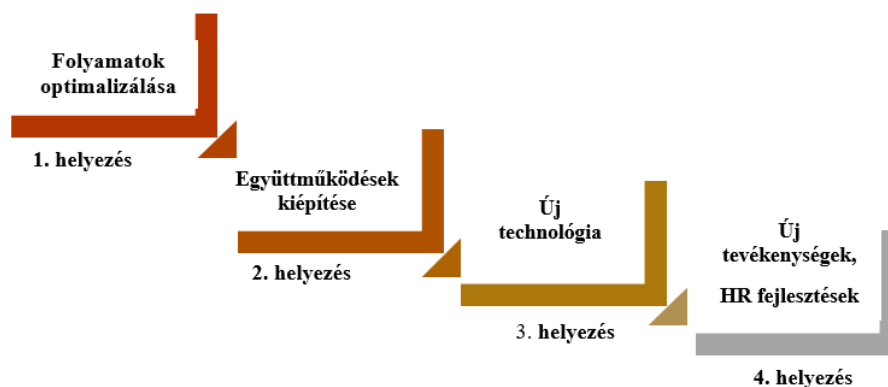 Folyamatok
optimalizálása
1. helyezés
Együttműködések
kiépítése
2. helyezés
Új
technológia
3. helyezés
Új
tevékenységek,
HR fejlesztések
4. helyezés